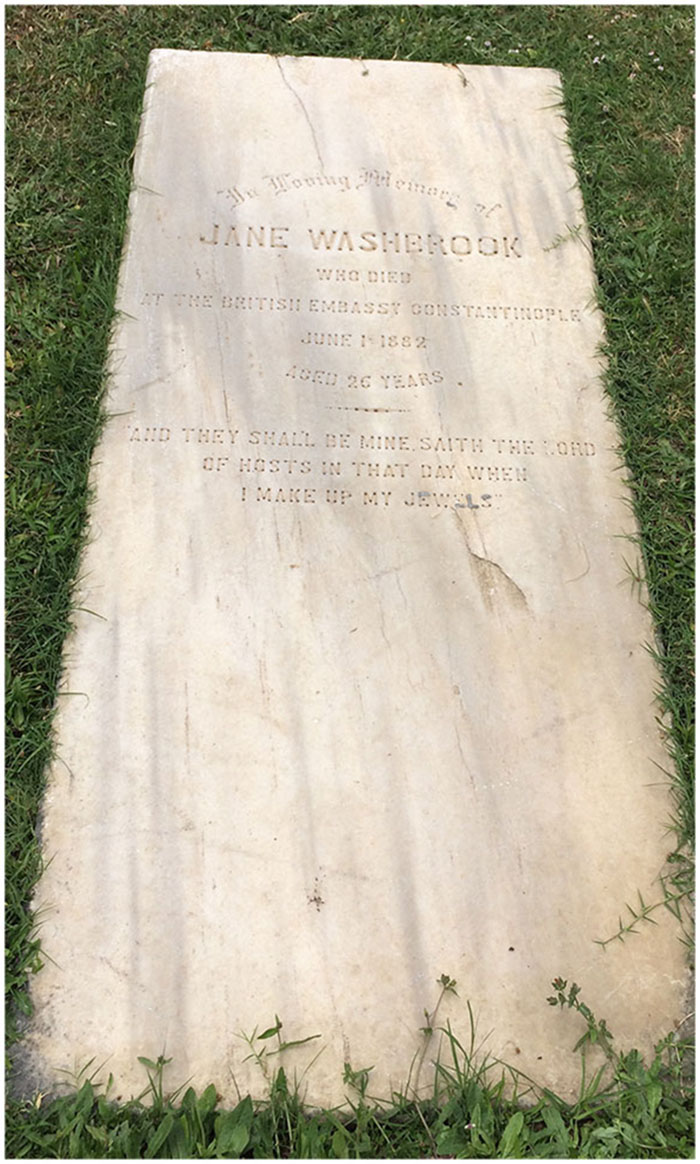 In Loving Memory of
JANE WASHBROOK
WHO DIED
AT THE BRITISH EMBASSY CONSTANTINOPLE
JUNE 1st 1882
AGED 26 YEARS.
"AND THEY SHALL BE MINE, SAITH THE LORD
OF HOSTS IN THAT DAY WHEN
I MAKE UP MY JEWELS"